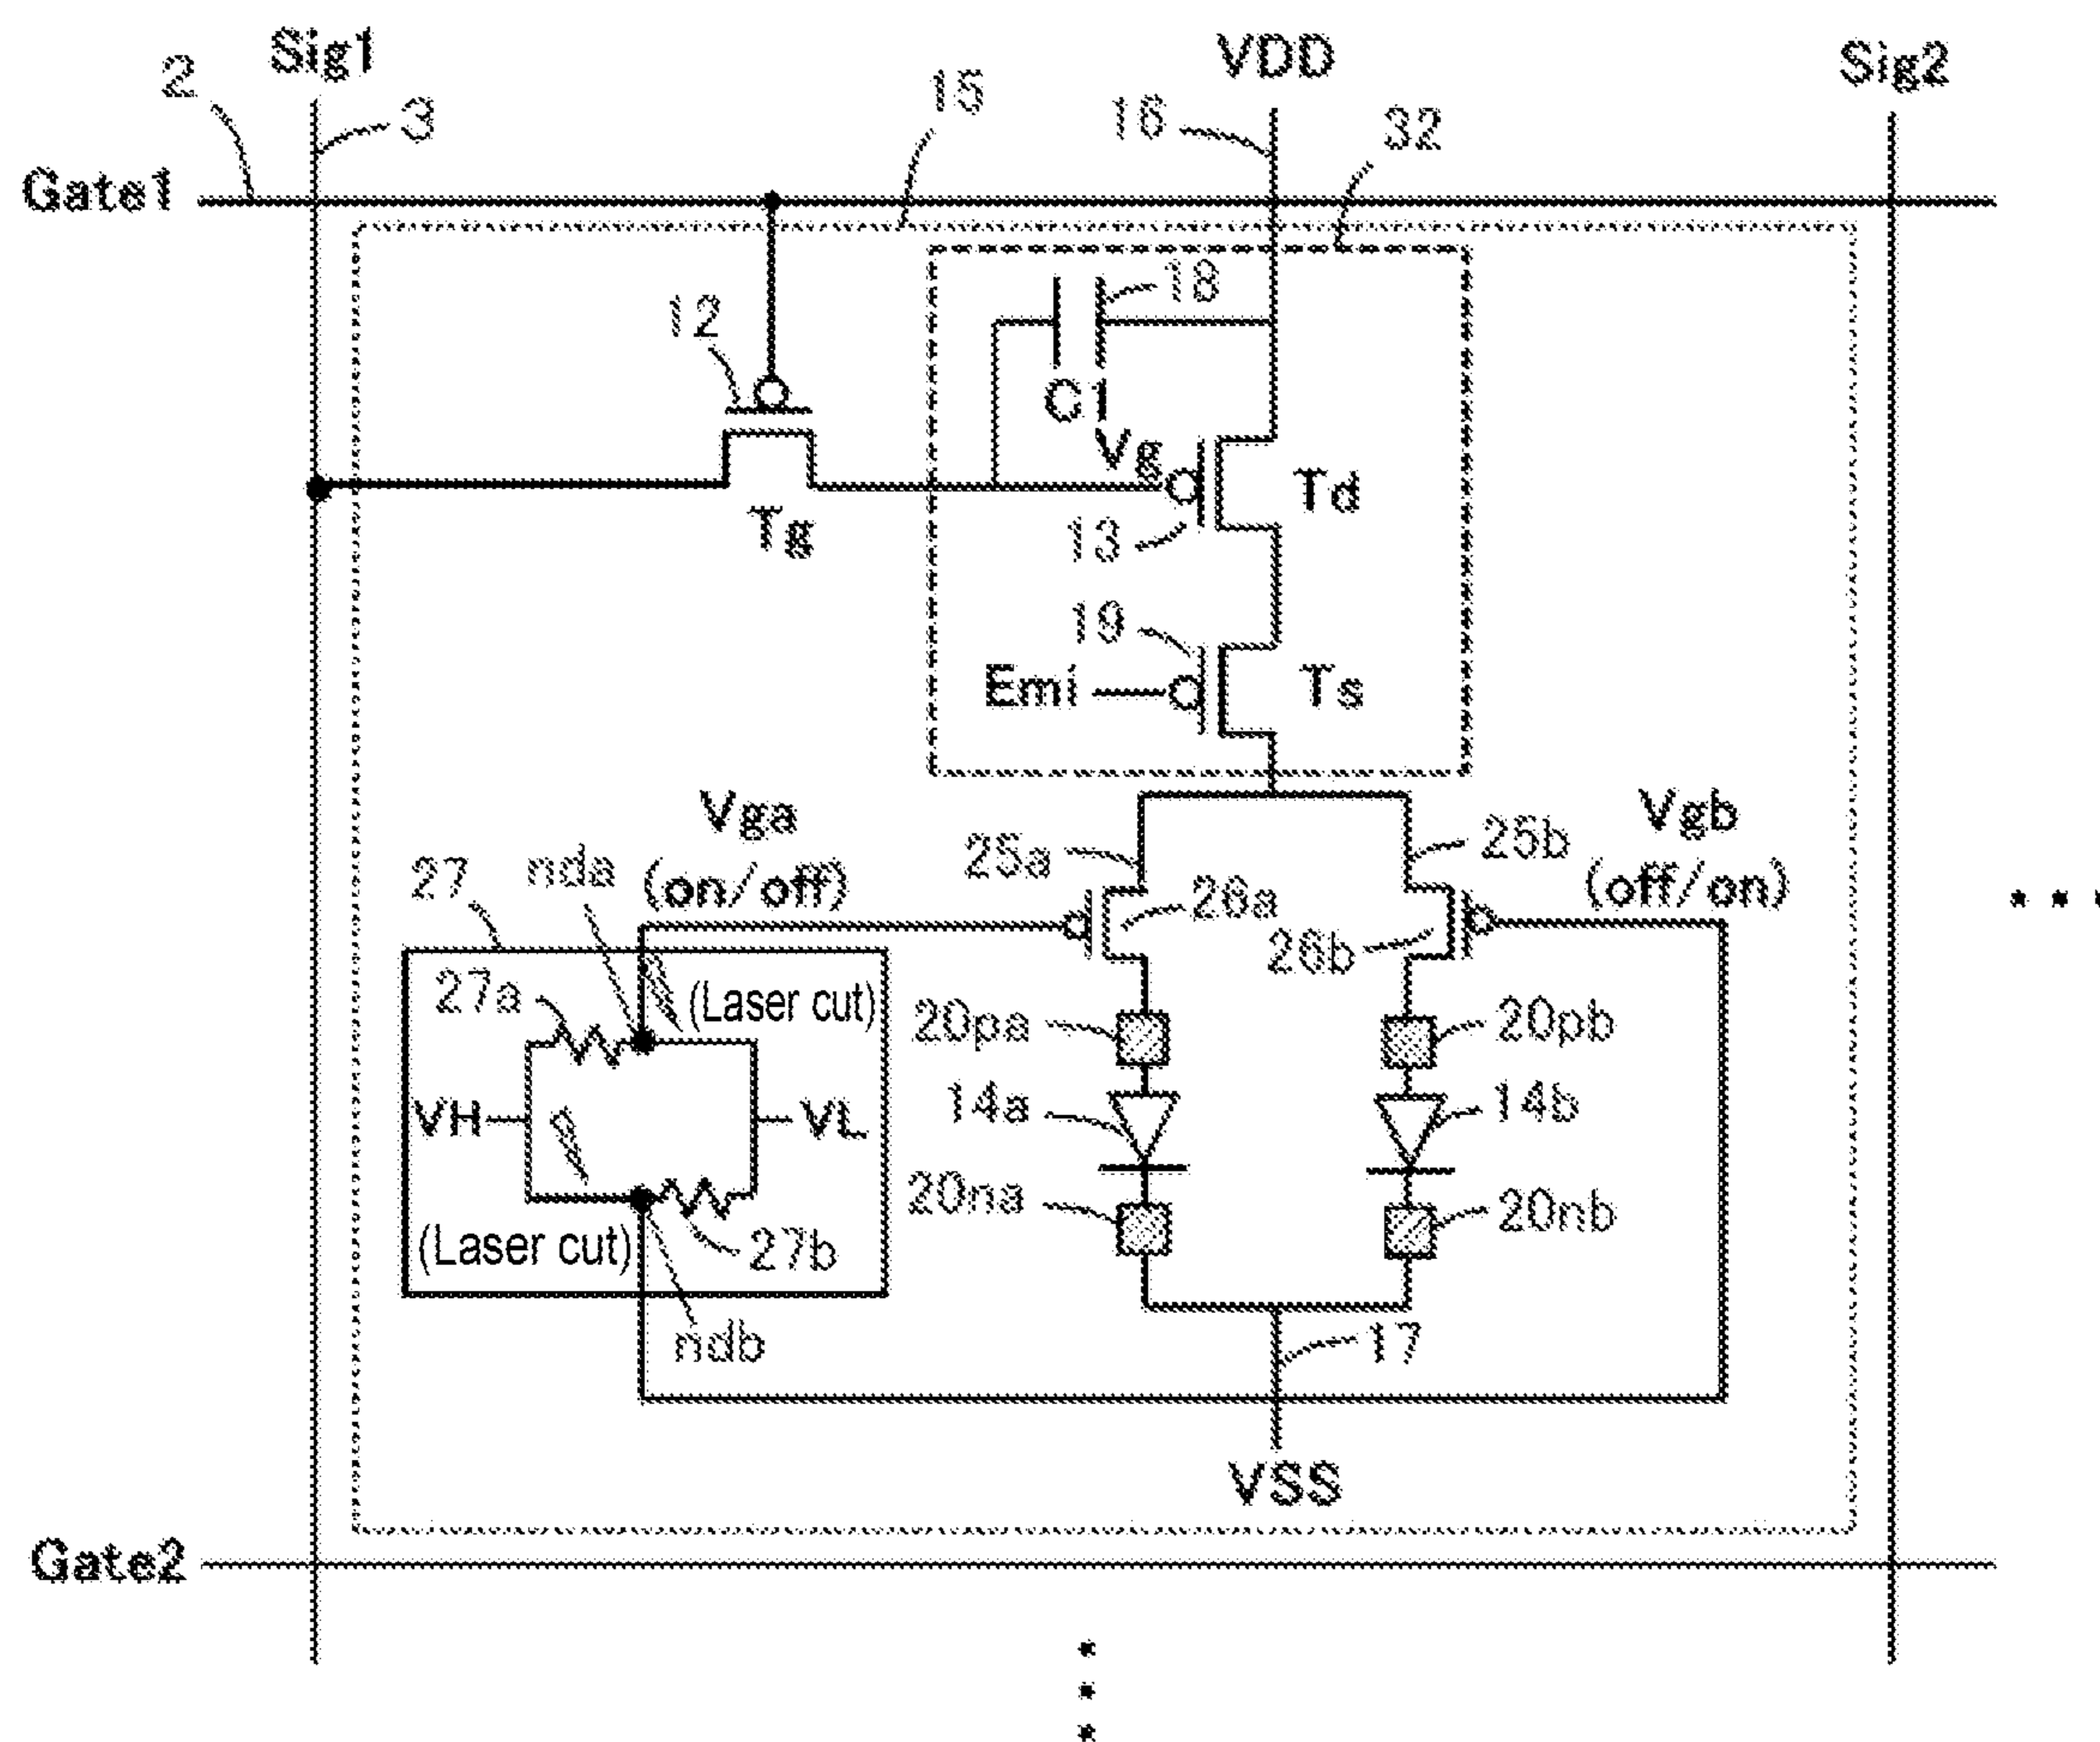 Sig1
VDD
Sig2
2
3
15
16
32
Gate1
18
12
C1
Vg
Td
Tg
13
19
Emi
Ts
Vga
Vgb
25a
25b
27
nda
(on/off)
(off/on)
26a
26b
27a
(Laser cut)
20pa
20pb
VH
VL
14a
14b
20na
20nb
(Laser cut)
27b
ndb
17
VSS
Gate2